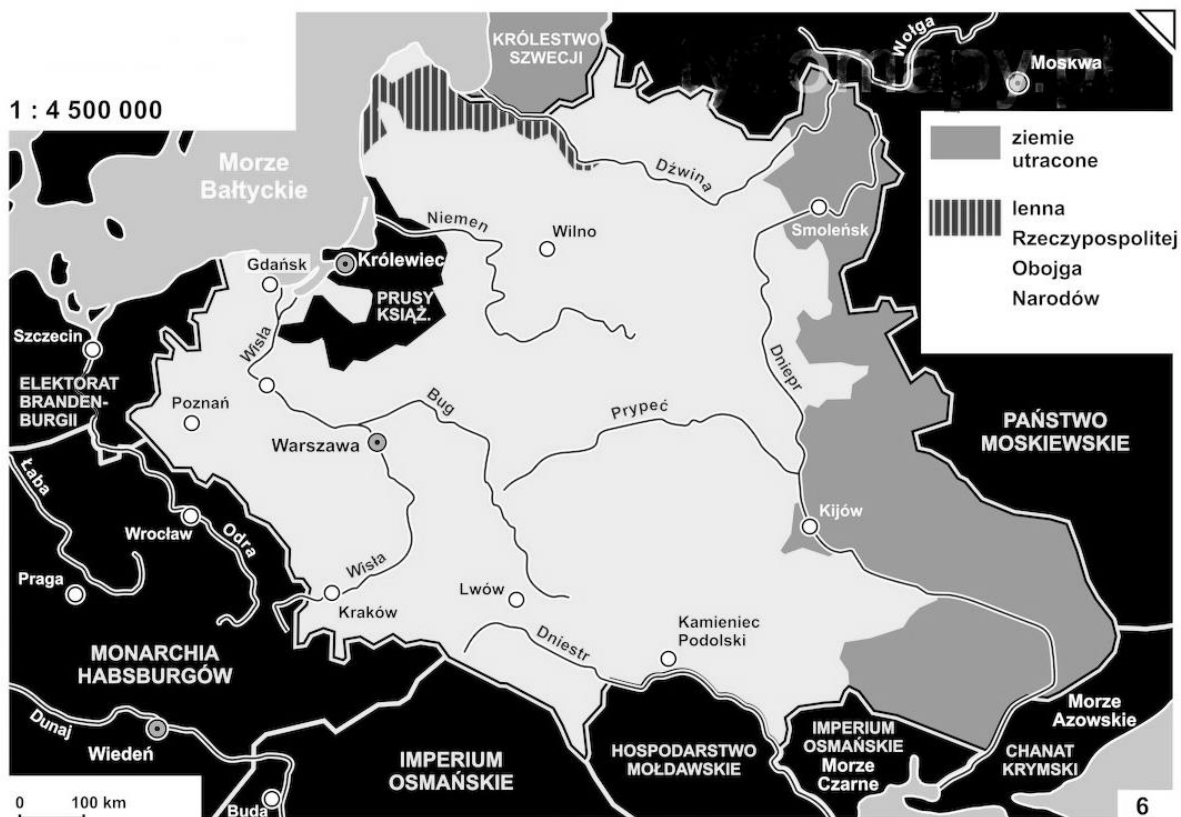 KRÓLESTWO
SZWECJI
Wołga
omapy.pl
Moskwa
1 : 4 500 000
ziemie
utracone
Morze
Bałtyckie
Dźwina
lenna
Rzeczypospolitej
Obojga
Narodów
Niemen
Wilno
Smoleńsk
Gdańsk
Królewiec
PRUSY
KSIĄŻ.
Szczecin
Wisła
Dniepr
ELEKTORAT
BRANDEN-
BURGII
Poznań
Bug
Prypeć
PAŃSTWO
MOSKIEWSKIE
Warszawa
Łaba
Kijów
Wrocław
Odra
Praga
Wisła
Lwów
Kraków
Kamieniec
Podolski
Dniestr
MONARCHIA
HABSBURGÓW
Morze
Azowskie
Dunaj
Wiedeń
IMPERIUM
OSMAŃSKIE
HOSPODARSTWO
MOŁDAWSKIE
IMPERIUM
OSMAŃSKIE
Morze
Czarne
CHANAT
KRYMSKI
0 100 km
Buda
6